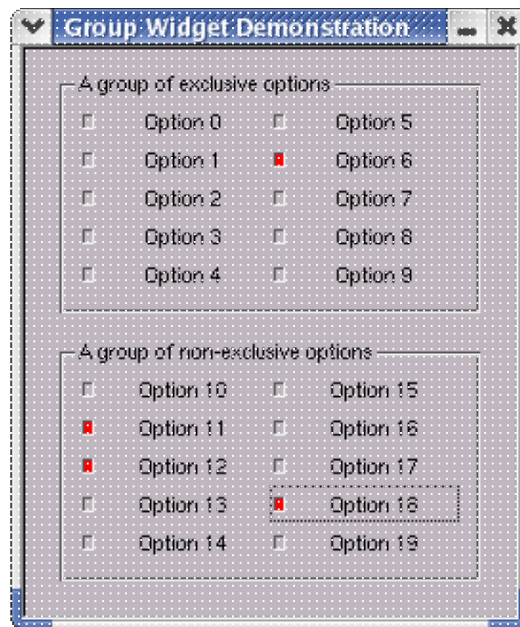 Group Widget Demonstration
A group of exclusive options
Option 0 Option 5
Option 1 Option 6
Option 2 Option 7
Option 3 Option 8
Option 4 Option 9
A group of non-exclusive options
Option 10 Option 15
Option 11 Option 16
Option 12 Option 17
Option 13 Option 18
Option 14 Option 19